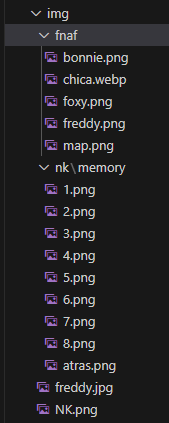 img
fnaf
bonnie.png
chica.webp
foxy.png
freddy.png
map.png
nk\memory
1.png
2.png
3.png
4.png
5.png
6.png
7.png
8.png
atras.png
freddy.jpg
NK.png